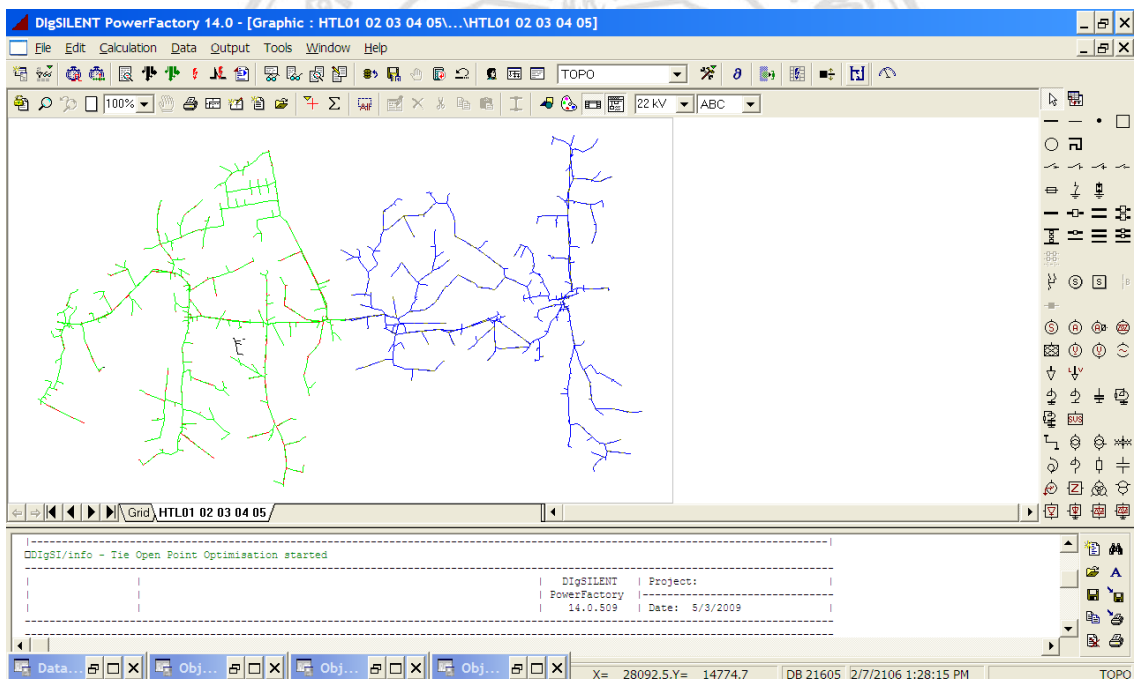 DIgSILENT PowerFactory 14.0 - [Graphic : HTL01 02 03 04 05\...\HTL01 02 03 04 05]
File Edit Calculation Data Output Tools Window Help
TOPO
100% 22 kV ABC
Grid HTL01 02 03 04 05
DIgSI/info - Tie Open Point Optimisation started
DIgSILENT | Project:
PowerFactory
14.0.509 | Date: 5/3/2009
Data... Obj... Obj... Obj... X= 28092.5,Y= 14774.7 DB 21605 2/7/2106 1:28:15 PM TOPO